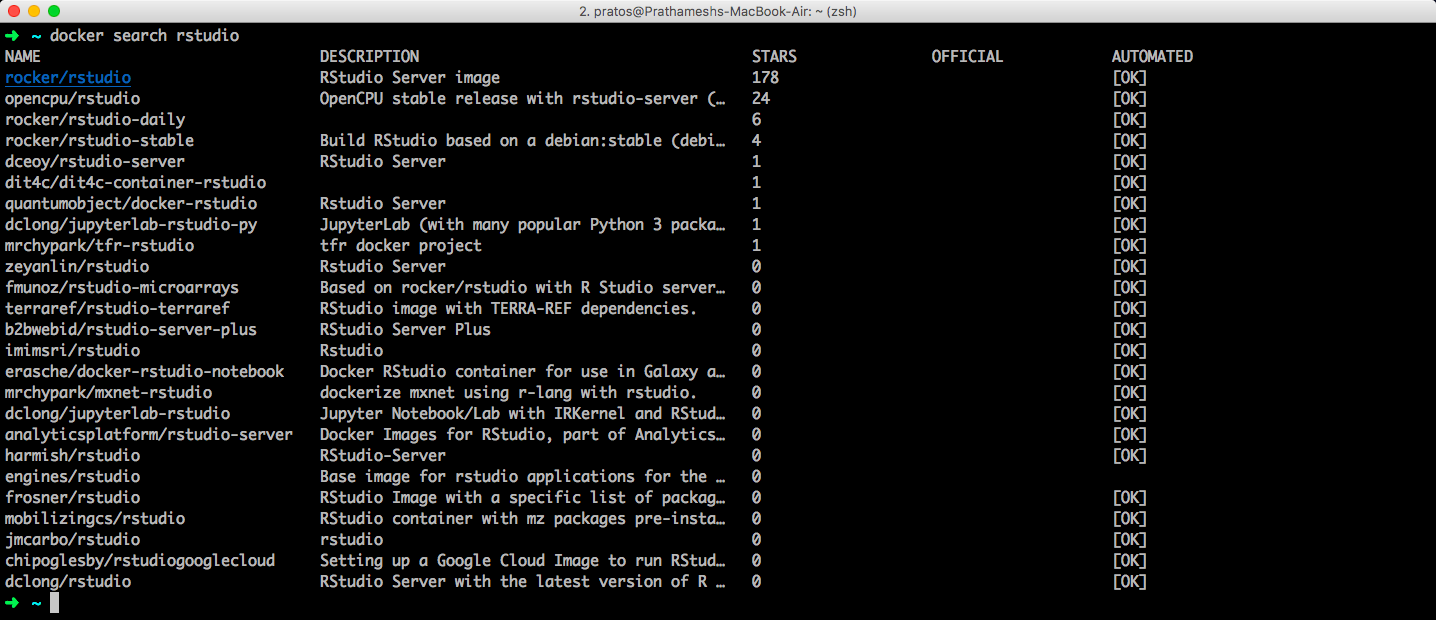 2. pratos@Prathameshs-MacBook-Air: ~ (zsh)
➜ ~ docker search rstudio
NAME DESCRIPTION STARS OFFICIAL AUTOMATED
rocker/rstudio RStudio Server image 178 [OK]
opencpu/rstudio OpenCPU stable release with rstudio-server (… 24 [OK]
rocker/rstudio-daily 6 [OK]
rocker/rstudio-stable Build RStudio based on a debian:stable (debi… 4 [OK]
dceoy/rstudio-server RStudio Server 1 [OK]
dit4c/dit4c-container-rstudio 1 [OK]
quantumobject/docker-rstudio Rstudio Server 1 [OK]
dclong/jupyterlab-rstudio-py JupyterLab (with many popular Python 3 packa… 1 [OK]
mrchypark/tfr-rstudio tfr docker project 1 [OK]
zeyanlin/rstudio Rstudio Server 0 [OK]
fmunoz/rstudio-microarrays Based on rocker/rstudio with R Studio server… 0 [OK]
terraref/rstudio-terraref RStudio image with TERRA-REF dependencies. 0 [OK]
b2bwebid/rstudio-server-plus RStudio Server Plus 0 [OK]
imimsri/rstudio Rstudio 0 [OK]
erasche/docker-rstudio-notebook Docker RStudio container for use in Galaxy a… 0 [OK]
mrchypark/mxnet-rstudio dockerize mxnet using r-lang with rstudio. 0 [OK]
dclong/jupyterlab-rstudio Jupyter Notebook/Lab with IRKernel and RStud… 0 [OK]
analyticsplatform/rstudio-server Docker Images for RStudio, part of Analytics… 0 [OK]
harmish/rstudio RStudio-Server 0 [OK]
engines/rstudio Base image for rstudio applications for the … 0
frosner/rstudio RStudio Image with a specific list of packag… 0 [OK]
mobilizingcs/rstudio RStudio container with mz packages pre-insta… 0 [OK]
jmcarbo/rstudio rstudio 0 [OK]
chipoglesby/rstudiogooglecloud Setting up a Google Cloud Image to run RStud… 0 [OK]
dclong/rstudio RStudio Server with the latest version of R … 0 [OK]
➜ ~